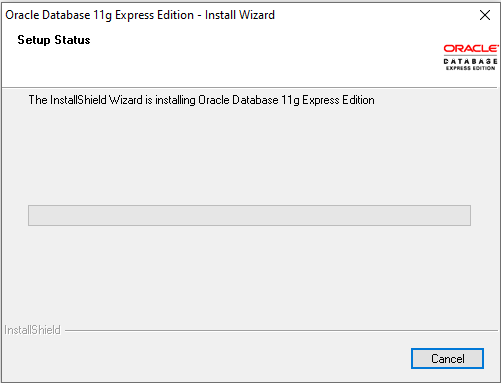 Oracle Database 11g Express Edition - Install Wizard
Setup Status
ORACLE
DATABASE
EXPRESS EDITION
The InstallShield Wizard is installing Oracle Database 11g Express Edition
InstallShield
Cancel